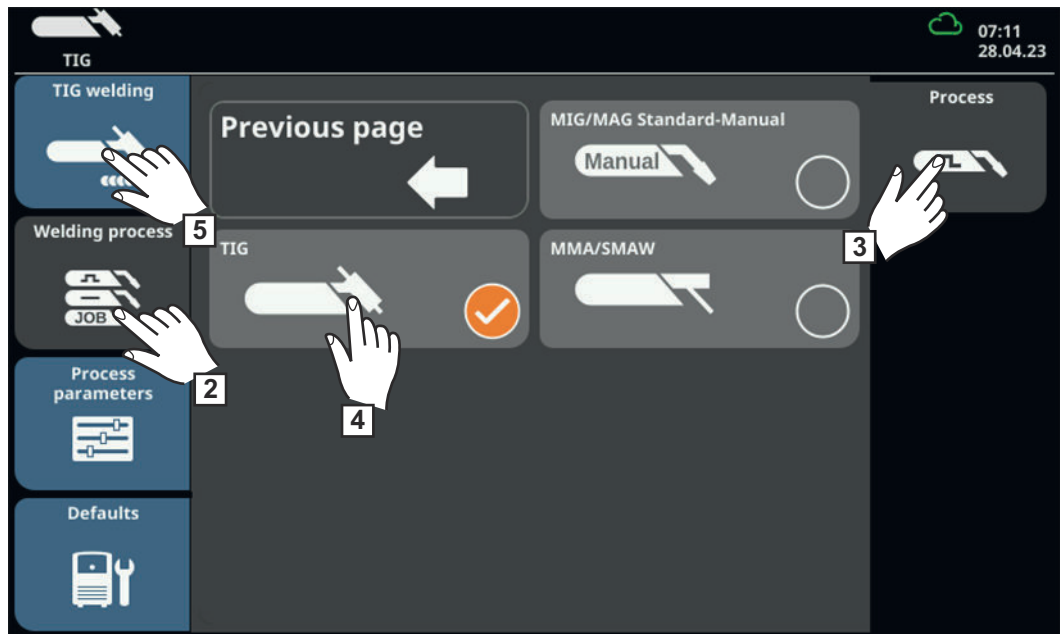 TIG
07:11
28.04.23
TIG welding
5
Welding process
JOB
2
Process
parameters
Defaults
Previous page
MIG/MAG Standard-Manual
Manual
TIG
4
MMA/SMAW
Process
3